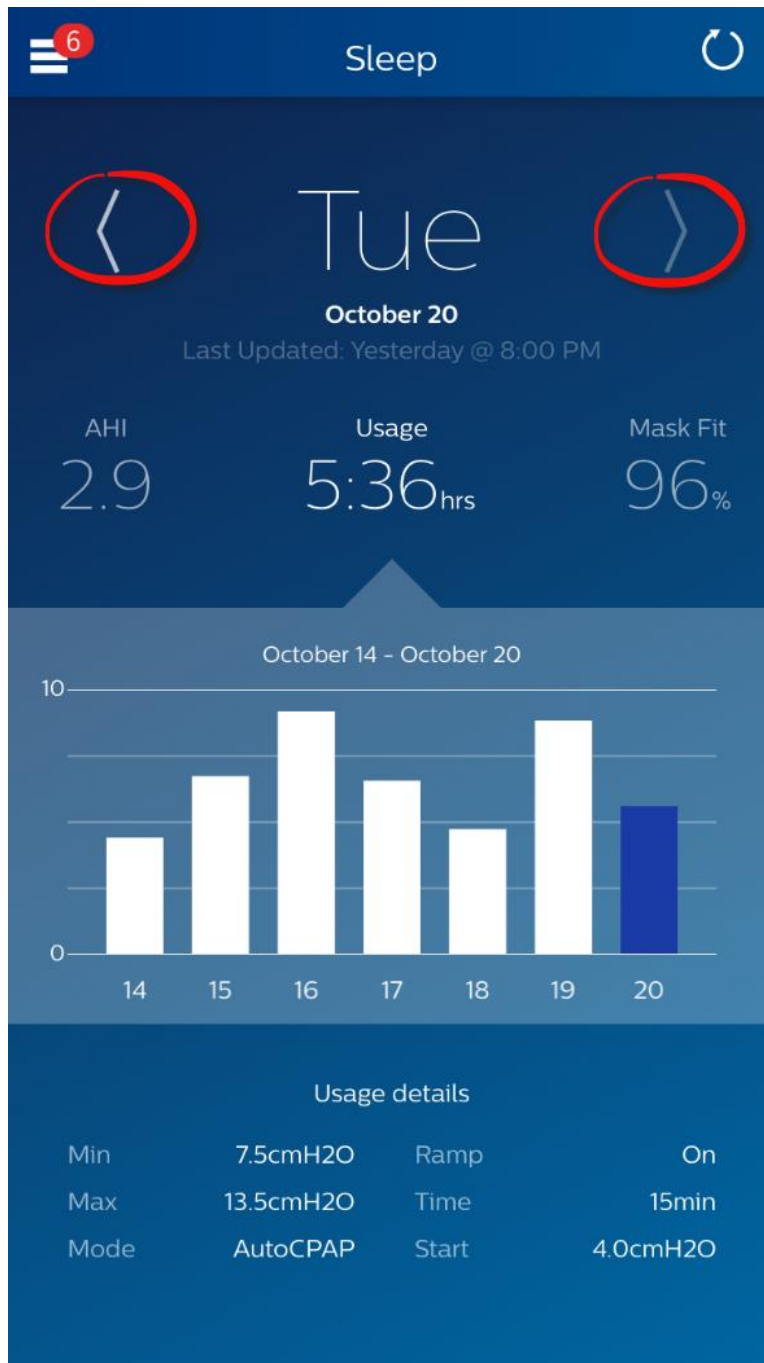 6
Sleep
Tue
October 20
Last Updated: Yesterday @ 8:00 PM
AHI Usage Mask Fit
2.9 5:36hrs 96%
October 14 - October 20
10
0
14 15 16 17 18 19 20
Usage details
Min 7.5cmH2O Ramp On
Max 13.5cmH2O Time 15min
Mode AutoCPAP Start 4.0cmH2O